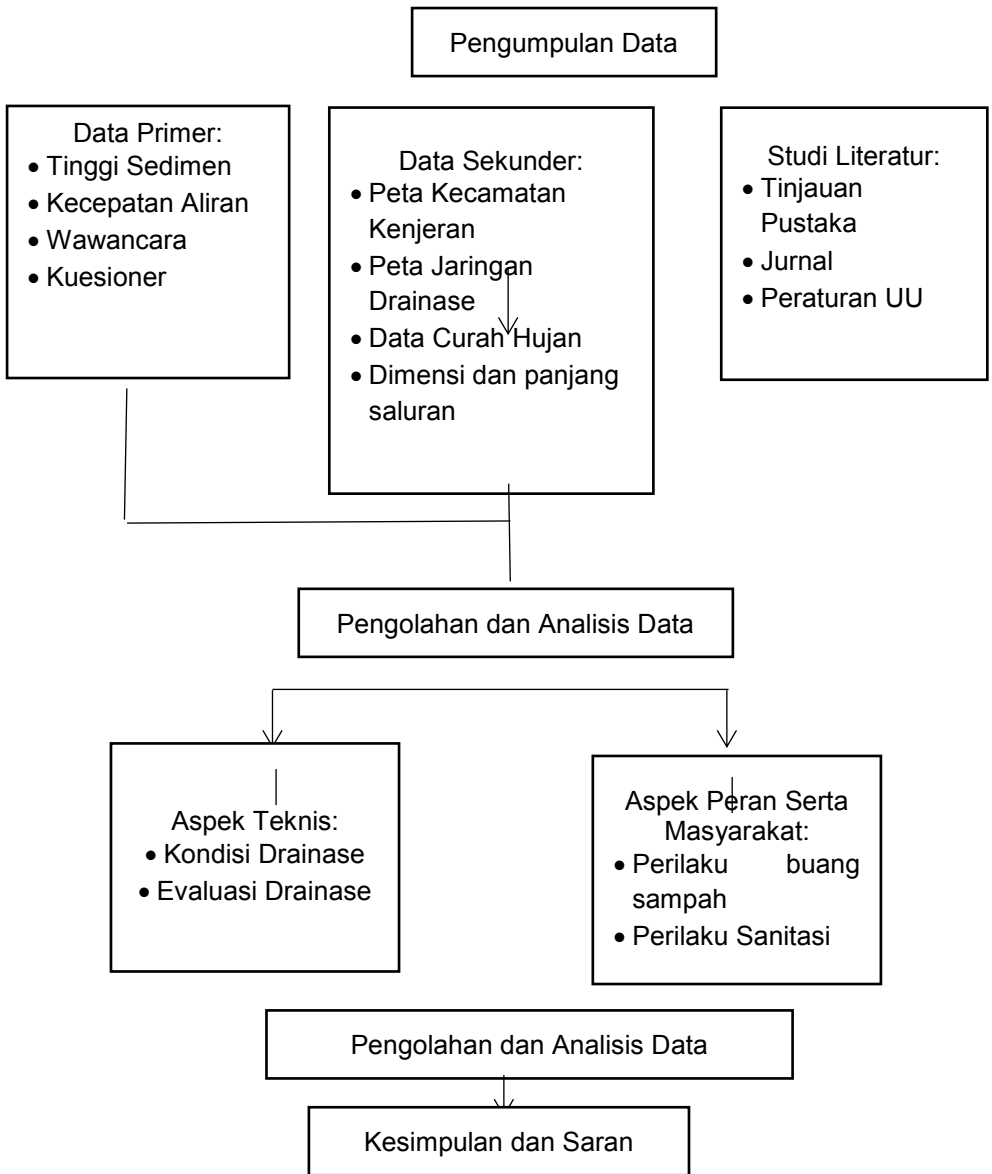 Pengumpulan Data
Data Primer:
• Tinggi Sedimen
• Kecepatan Aliran
• Wawancara
• Kuesioner
Data Sekunder:
• Peta Kecamatan
Kenjeran
• Peta Jaringan
Drainase
• Data Curah Hujan
• Dimensi dan panjang
saluran
Studi Literatur:
• Tinjauan
Pustaka
• Jurnal
• Peraturan UU
Pengolahan dan Analisis Data
Aspek Teknis:
• Kondisi Drainase
• Evaluasi Drainase
Aspek Peran Serta
Masyarakat:
• Perilaku buang
sampah
• Perilaku Sanitasi
Pengolahan dan Analisis Data
Kesimpulan dan Saran